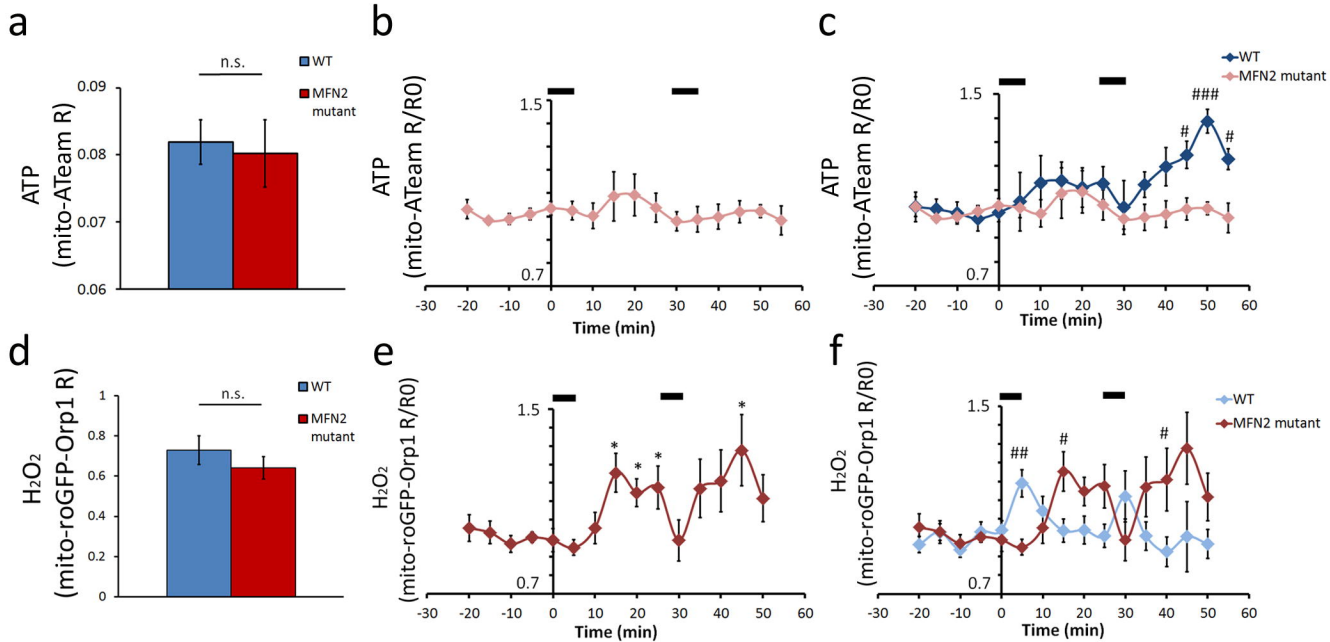 a
n.s.
WT
MFN2
mutant
ATP
(mito-ATeam R)
0.09
0.08
0.07
0.06
b
ATP
(mito-ATeam R/R0)
1.5
0.7
-30 -20 -10 0 10 20 30 40 50 60
Time (min)
c
WT
MFN2 mutant
ATP
(mito-ATeam R/R0)
1.5
###
#
#
0.7
-30 -20 -10 0 10 20 30 40 50 60
Time (min)
d
n.s.
WT
MFN2
mutant
H₂O₂
(mito-roGFP-Orp1 R)
1
0.8
0.6
0.4
0.2
0
e
H₂O₂
(mito-roGFP-Orp1 R/R0)
1.5
*
*
*
*
0.7
-30 -20 -10 0 10 20 30 40 50 60
Time (min)
f
WT
MFN2 mutant
H₂O₂
(mito-roGFP-Orp1 R/R0)
1.5
##
#
#
0.7
-30 -20 -10 0 10 20 30 40 50 60
Time (min)